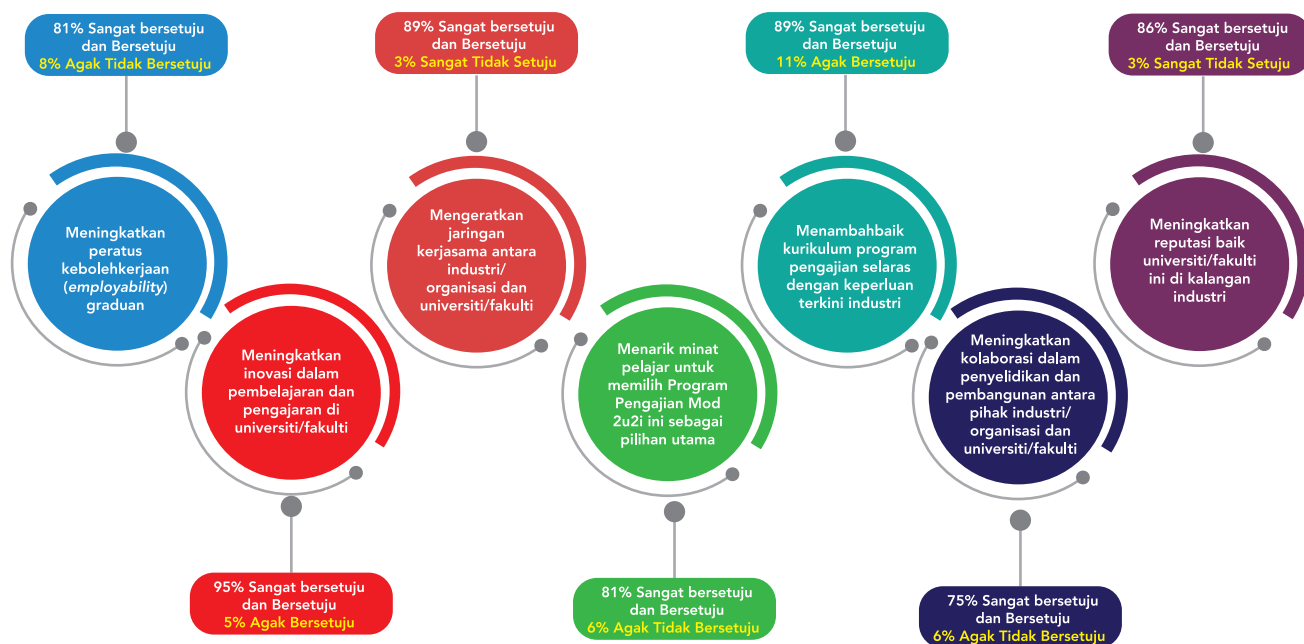 81% Sangat bersetuju
dan Bersetuju
8% Agak Tidak Bersetuju
Meningkatkan
peratus
kebolehkerjaan
(employability)
graduan
95% Sangat bersetuju
dan Bersetuju
5% Agak Bersetuju
Meningkatkan
inovasi dalam
pembelajaran dan
pengajaran di
universiti/fakulti
89% Sangat bersetuju
dan Bersetuju
3% Sangat Tidak Setuju
Mengeratkan
jaringan
kerjasama antara
industri/
organisasi dan
universiti/fakulti
81% Sangat bersetuju
dan Bersetuju
6% Agak Tidak Bersetuju
Menarik minat
pelajar untuk
memilih Program
Pengajian Mod
2u2i ini sebagai
pilihan utama
89% Sangat bersetuju
dan Bersetuju
11% Agak Bersetuju
Menambahbaik
kurikulum program
pengajian selaras
dengan keperluan
terkini industri
75% Sangat bersetuju
dan Bersetuju
6% Agak Tidak Bersetuju
Meningkatkan
kolaborasi dalam
penyelidikan dan
pembangunan antara
pihak industri/
organisasi dan
universiti/fakulti
86% Sangat bersetuju
dan Bersetuju
3% Sangat Tidak Setuju
Meningkatkan
reputasi baik
universiti/fakulti
ini di kalangan
industri